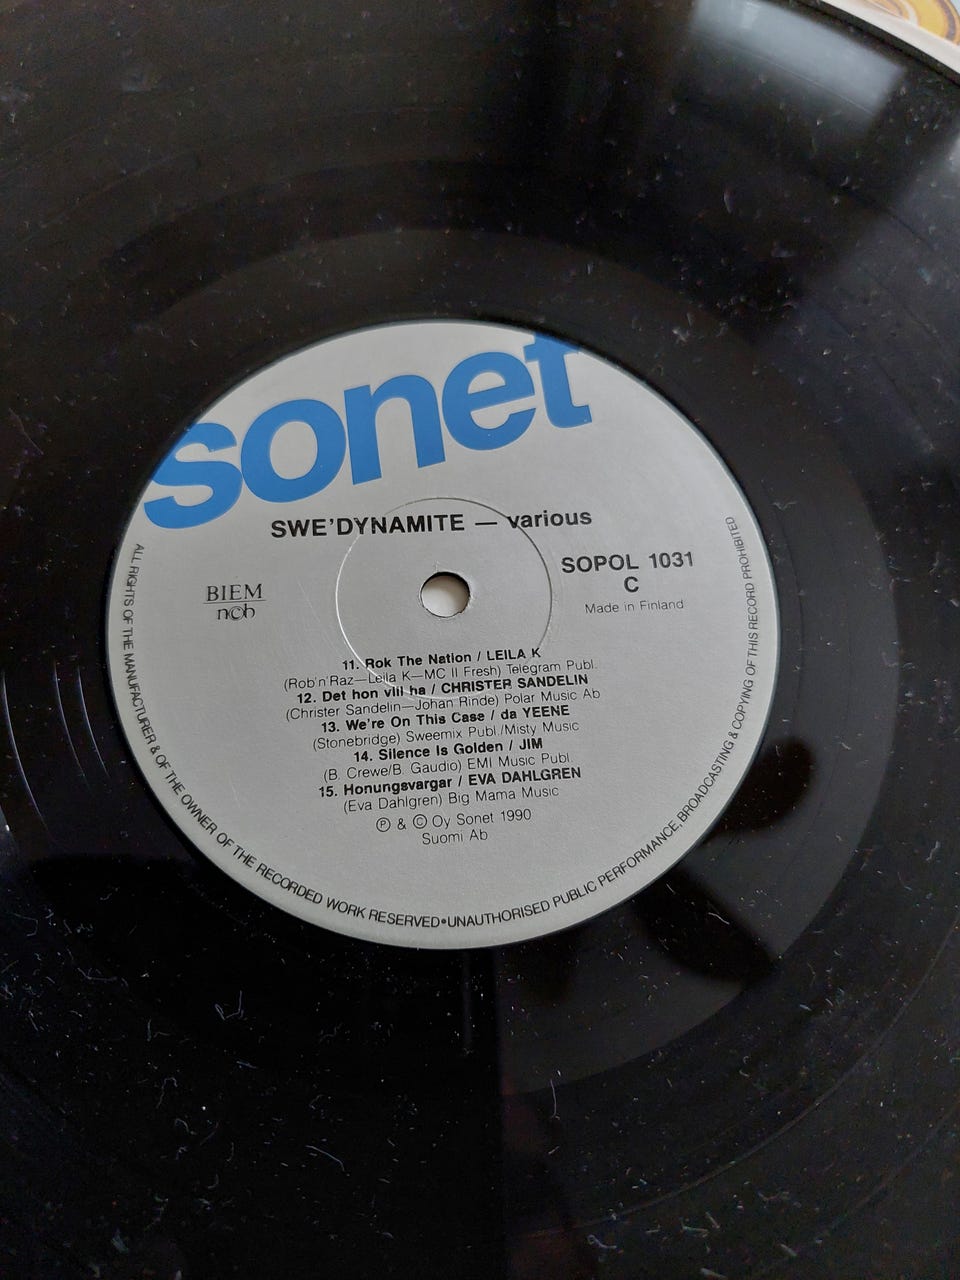 sonet
SWE'DYNAMITE — various
BIEM
ncb
SOPOL 1031
C
Made in Finland
11. Rok The Nation / LEILA K
(Rob'n'Raz—Leila K—MC II Fresh) Telegram Publ.
12. Det hon vill ha / CHRISTER SANDELIN
(Christer Sandelin—Johan Rinde) Polar Music Ab
13. We're On This Case / da YEENE
(Stonebridge) Sweemix Publ./Misty Music
14. Silence Is Golden / JIM
(B. Crewe/B. Gaudio) EMI Music Publ.
15. Honungsvargar / EVA DAHLGREN
(Eva Dahlgren) Big Mama Music
Ⓟ & © Oy Sonet 1990
Suomi Ab
ALL RIGHTS OF THE MANUFACTURER & OF THE OWNER OF THE RECORDED WORK RESERVED•UNAUTHORISED PUBLIC PERFORMANCE, BROADCASTING & COPYING OF THIS RECORD PROHIBITED